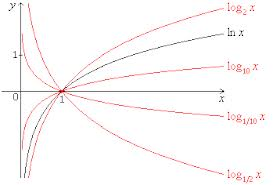 y
log₂ x
ln x
1
log₁₀ x
0
1
x
log₁/₁₀ x
log₁/₂ x